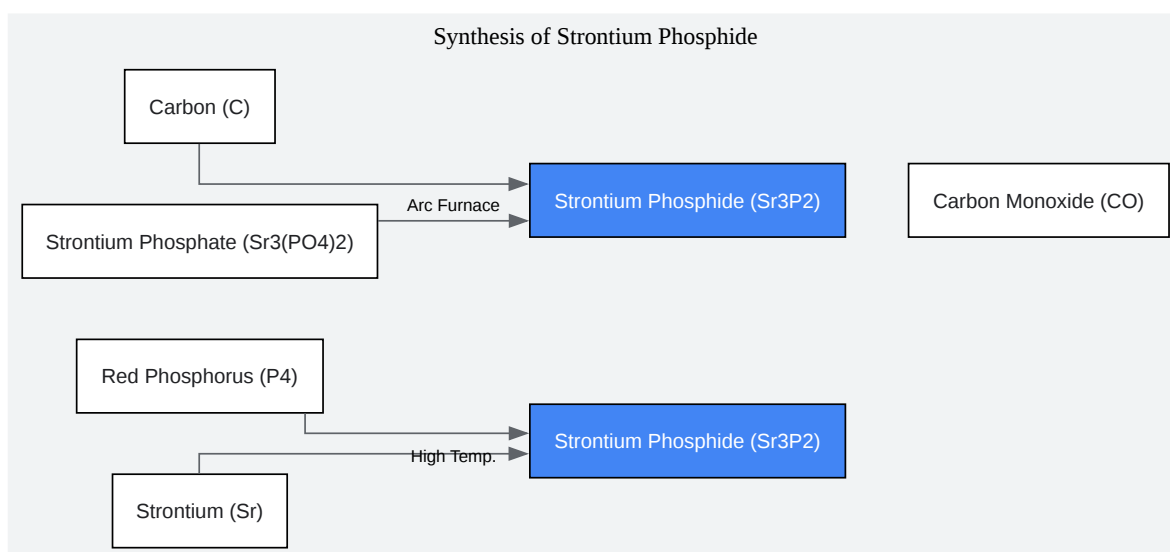 Synthesis of Strontium Phosphide
Carbon (C)
Strontium Phosphide (Sr3P2)
Carbon Monoxide (CO)
Arc Furnace
Strontium Phosphate (Sr3(PO4)2)
Red Phosphorus (P4)
Strontium Phosphide (Sr3P2)
High Temp.
Strontium (Sr)